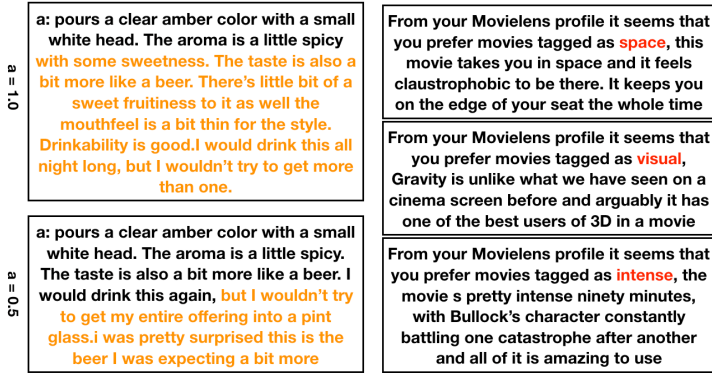 a = 1.0
a: pours a clear amber color with a small
white head. The aroma is a little spicy
with some sweetness. The taste is also a
bit more like a beer. There's little bit of a
sweet fruitiness to it as well the
mouthfeel is a bit thin for the style.
Drinkability is good.I would drink this all
night long, but I wouldn't try to get more
than one.
a = 0.5
a: pours a clear amber color with a small
white head. The aroma is a little spicy.
The taste is also a bit more like a beer. I
would drink this again, but I wouldn't try
to get my entire offering into a pint
glass.i was pretty surprised this is the
beer I was expecting a bit more
From your Movielens profile it seems that
you prefer movies tagged as space, this
movie takes you in space and it feels
claustrophobic to be there. It keeps you
on the edge of your seat the whole time
From your Movielens profile it seems that
you prefer movies tagged as visual,
Gravity is unlike what we have seen on a
cinema screen before and arguably it has
one of the best users of 3D in a movie
From your Movielens profile it seems that
you prefer movies tagged as intense, the
movie s pretty intense ninety minutes,
with Bullock's character constantly
battling one catastrophe after another
and all of it is amazing to use